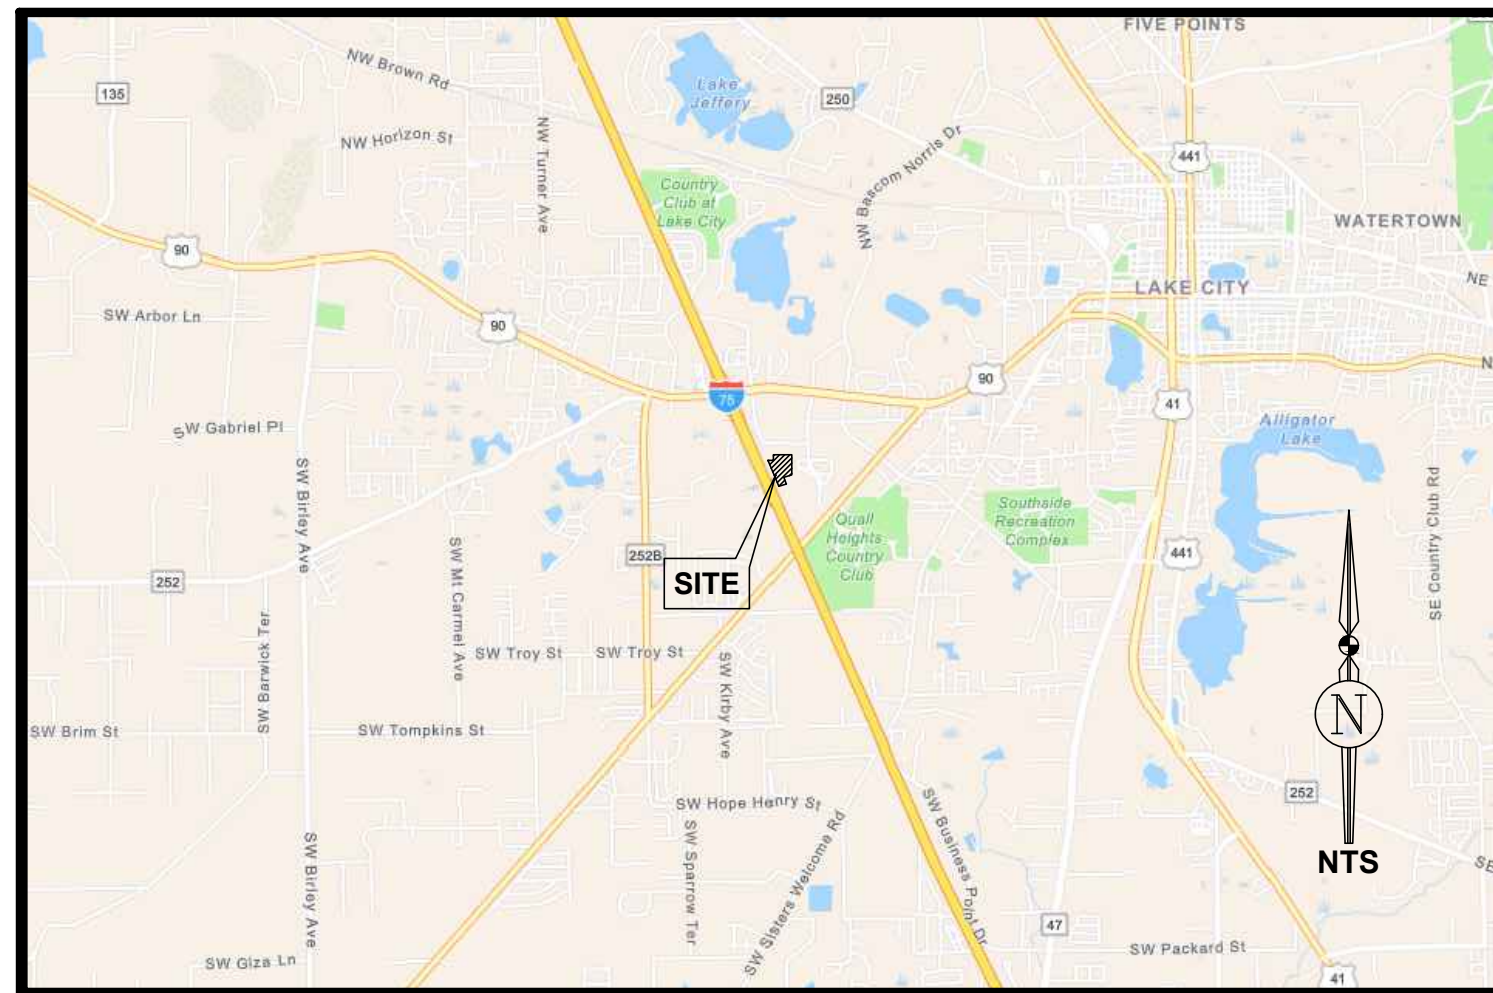 FIVE POINTS
NW Brown Rd
135
Lake
Jeffery
250
NW Horizon St
NW Turner Ave
NW Bascom Norris Dr
441
Country
Club at
Lake City
WATERTOWN
90
NE
LAKE CITY
SW Arbor Ln
90
N
90
75
41
SW Gabriel Pl
Alligator
Lake
SW Birley Ave
SE Country Club Rd
Quail
Heights
Country
Club
Southside
Recreation
Complex
252B
441
252
SITE
SW Mt Carmel Ave
SW Barwick Ter
SW Troy St
SW Troy St
SW Kirby Ave
N
SW Brim St
SW Tompkins St
252
SW Hope Henry St
SW Business Point Dr
SW Sparrow Ter
SW Sisters Welcome Rd
NTS
SE
SW Birley Ave
47
SW Packard St
SW Giza Ln
41